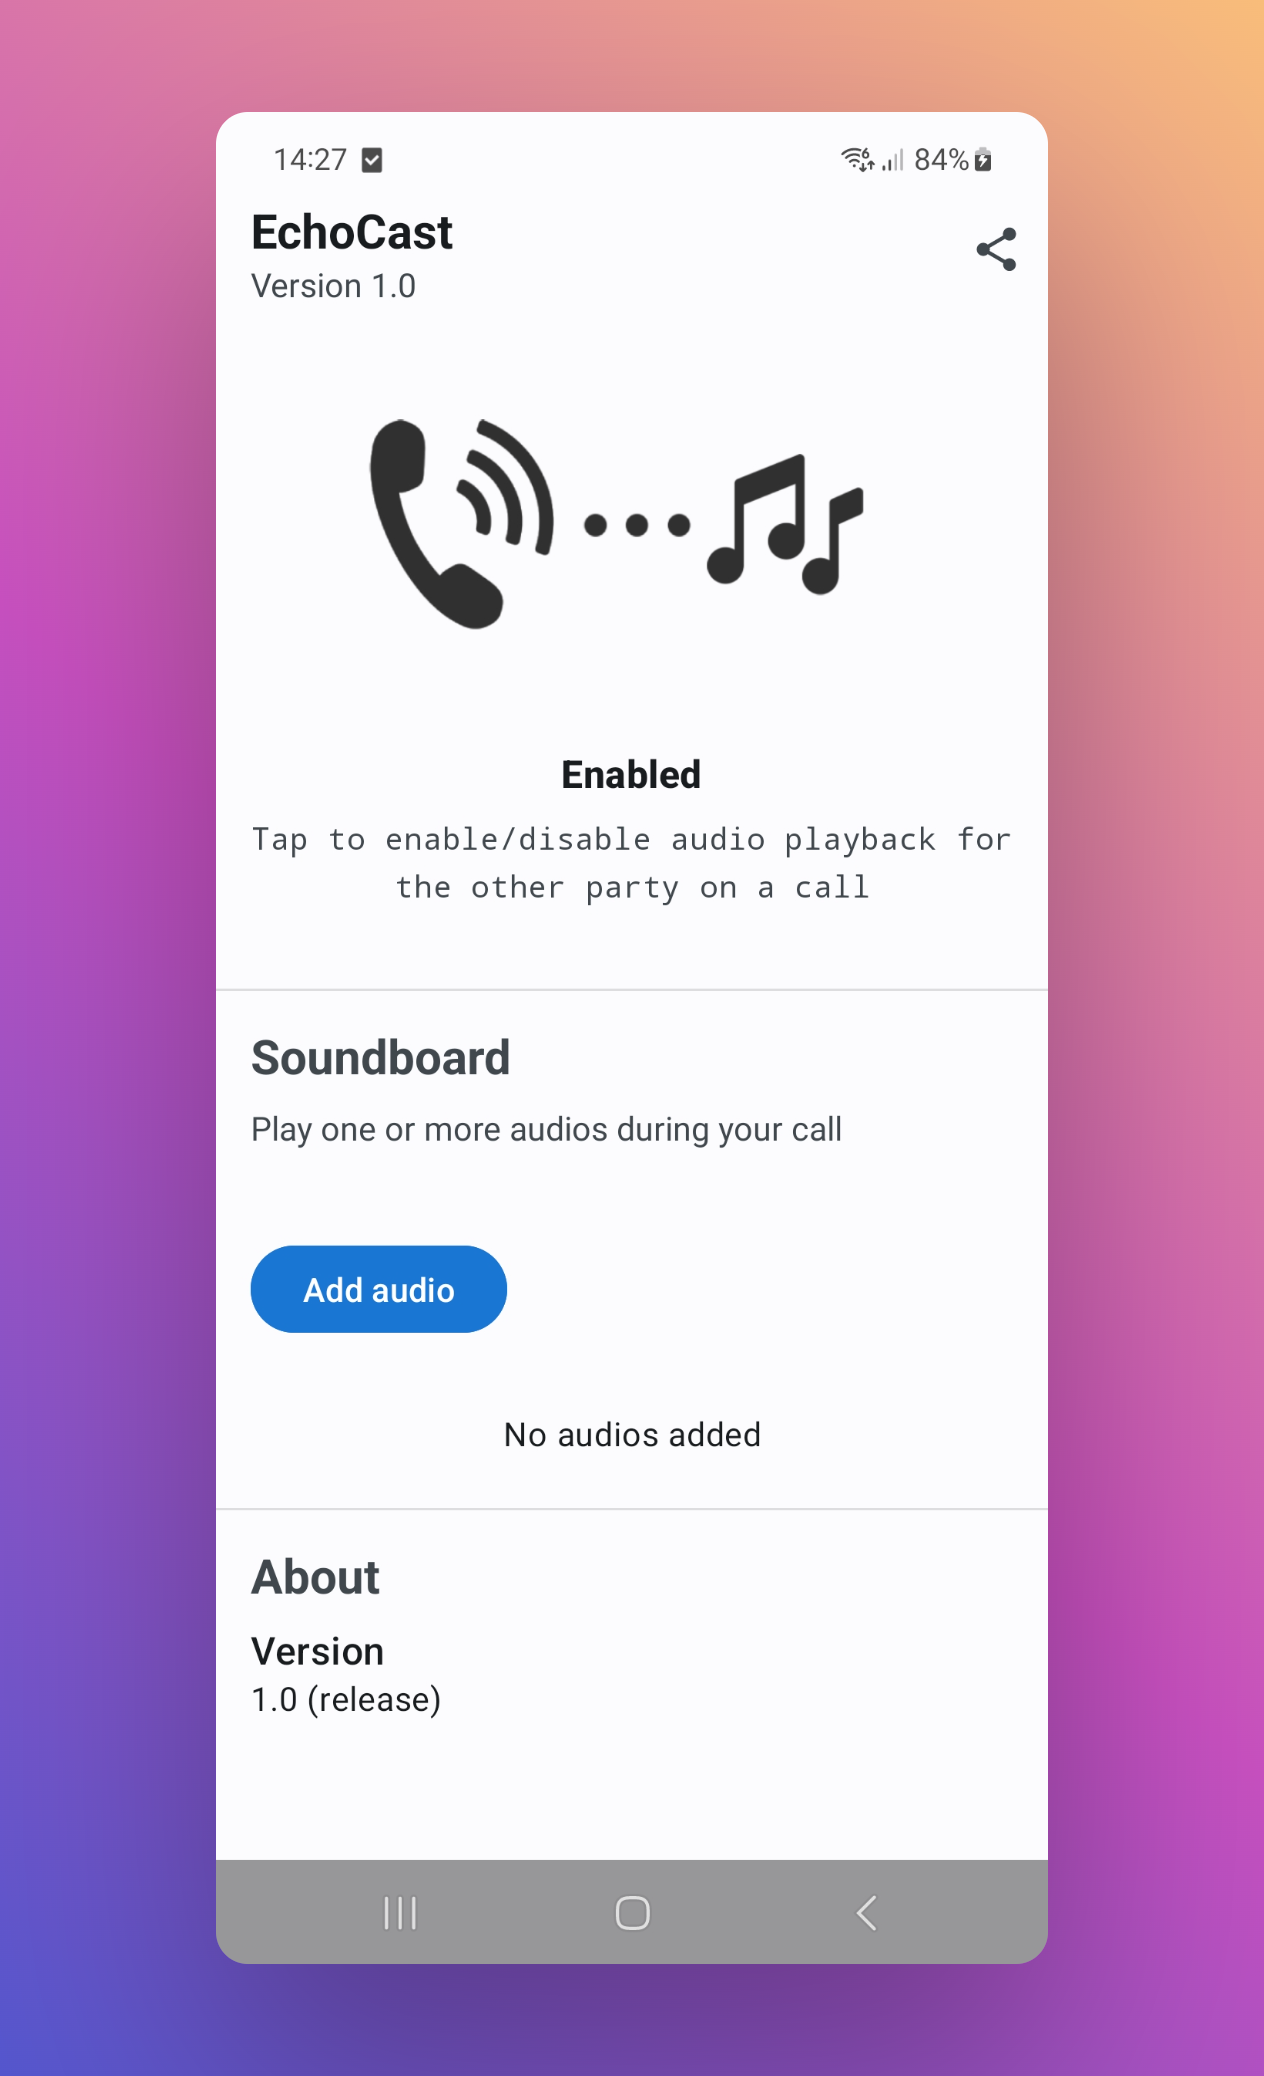 14:27
84%
EchoCast
Version 1.0
Enabled
Tap to enable/disable audio playback for
the other party on a call
Soundboard
Play one or more audios during your call
Add audio
No audios added
About
Version
1.0 (release)